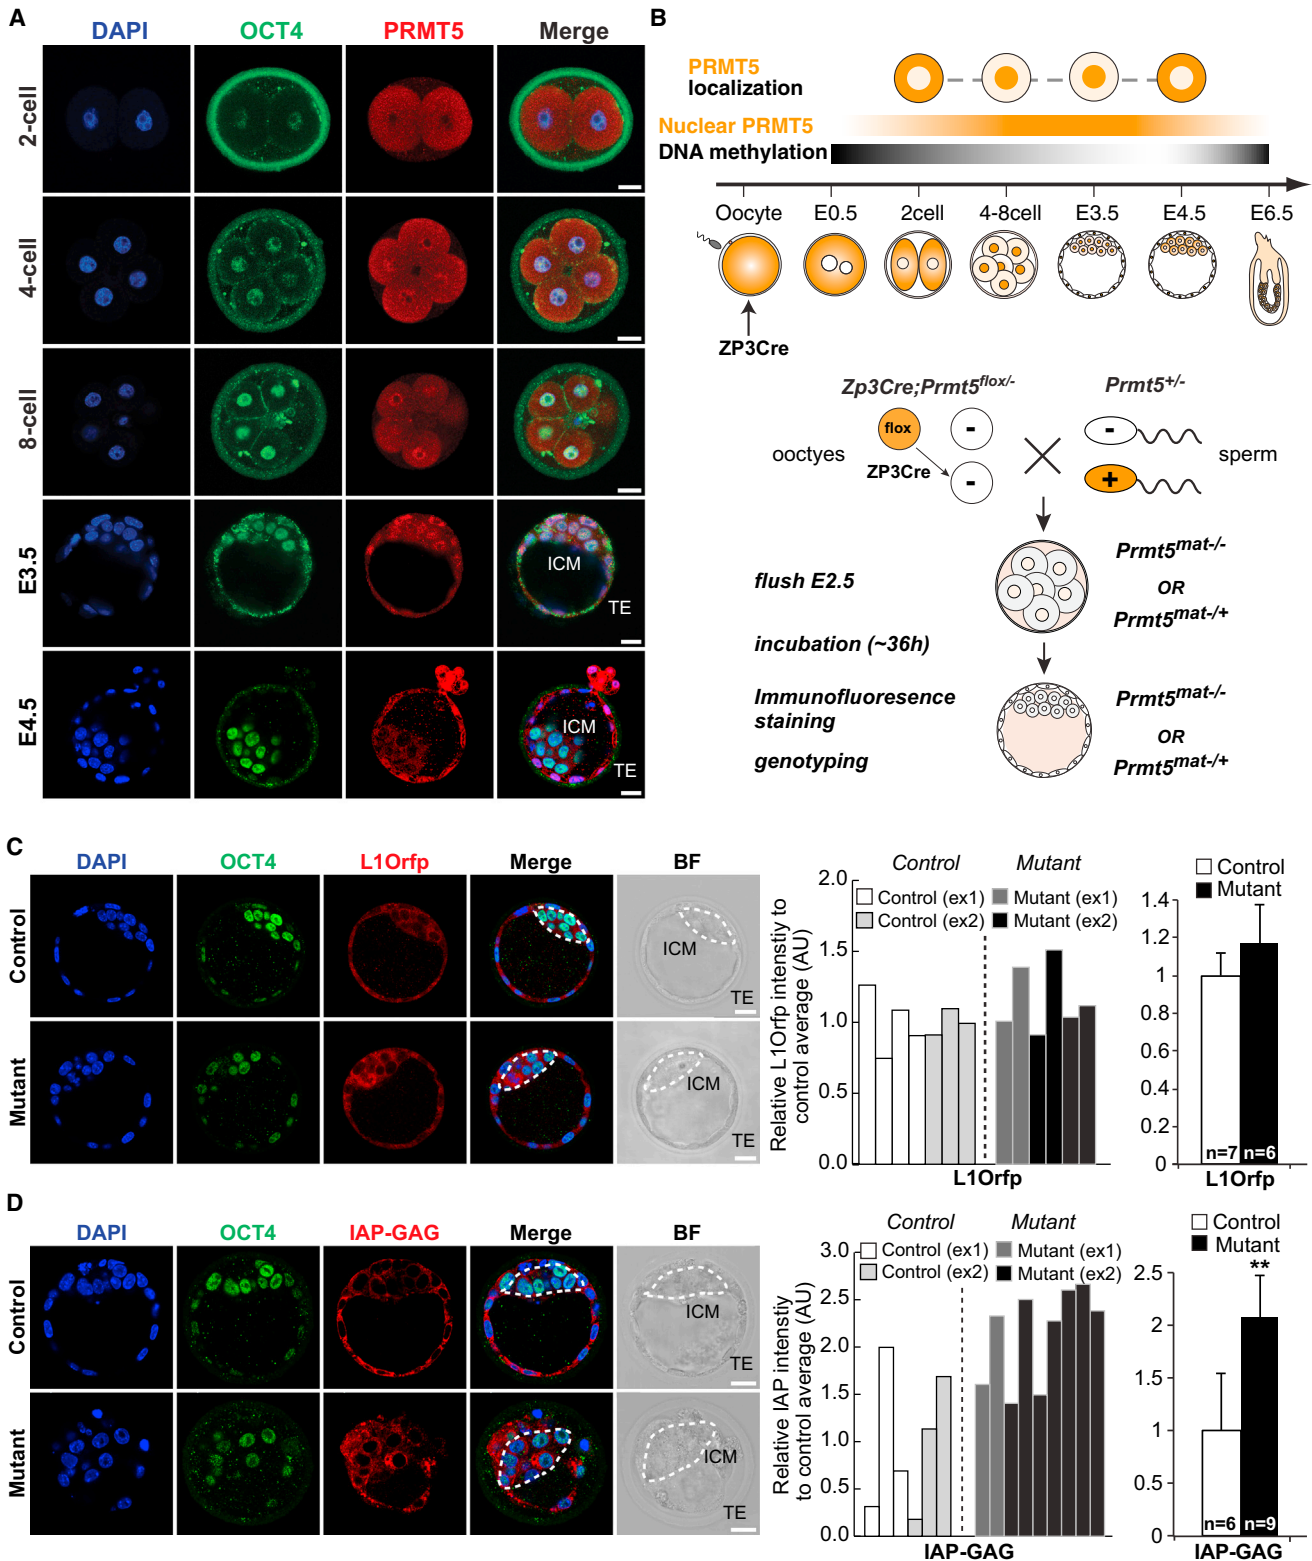 A
DAPI OCT4 PRMT5 Merge
2-cell
4-cell
8-cell
E3.5
ICM
TE
E4.5
ICM
TE
B
PRMT5
localization
Nuclear PRMT5
DNA methylation
Oocyte E0.5 2cell 4-8cell E3.5 E4.5 E6.5
ZP3Cre
Zp3Cre;Prmt5flox/- Prmt5+/-
flox - -
ooctyes sperm
ZP3Cre
- +
Prmt5mat-/-
flush E2.5 OR
Prmt5mat-/+
incubation (~36h)
Immunofluoresence
staining
genotyping
Prmt5mat-/-
OR
Prmt5mat-/+
C
DAPI OCT4 L1Orfp Merge BF
Control
ICM
TE
Mutant
ICM
TE
Relative L1Orfp intenstiy to
control average (AU)
Control Mutant
2.0
1.5
1.0
0.5
0.0
Control (ex1) Mutant (ex1)
Control (ex2) Mutant (ex2)
L1Orfp
Control
Mutant
1.4
1.2
1
0.8
0.6
0.4
0.2
0
n=7 n=6
L1Orfp
D
DAPI OCT4 IAP-GAG Merge BF
Control
ICM
TE
Mutant
ICM
TE
Relative IAP intenstiy
to control average (AU)
Control Mutant
3.0
2.5
2.0
1.5
1.0
0.5
0.0
Control (ex1) Mutant (ex1)
Control (ex2) Mutant (ex2)
IAP-GAG
Control
Mutant
**
2.5
2
1.5
1
0.5
0
n=6 n=9
IAP-GAG